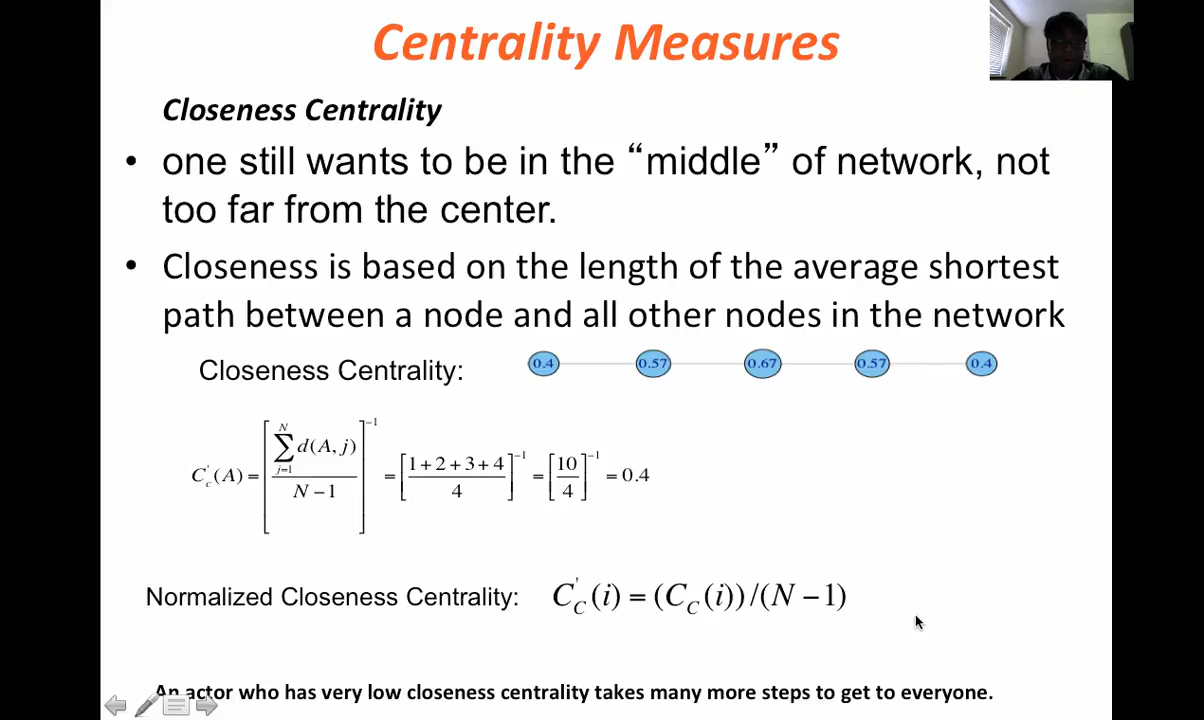 Centrality Measures
Closeness Centrality
• one still wants to be in the “middle” of network, not
too far from the center.
• Closeness is based on the length of the average shortest
path between a node and all other nodes in the network
Closeness Centrality:
0.4 0.57 0.67 0.57 0.4
C'_c(A) = [∑_{j=1}^{N} d(A, j) / (N − 1)]^{−1} = [(1 + 2 + 3 + 4) / 4]^{−1} = [10 / 4]^{−1} = 0.4
Normalized Closeness Centrality: C'_C(i) = (C_C(i)) / (N − 1)
An actor who has very low closeness centrality takes many more steps to get to everyone.